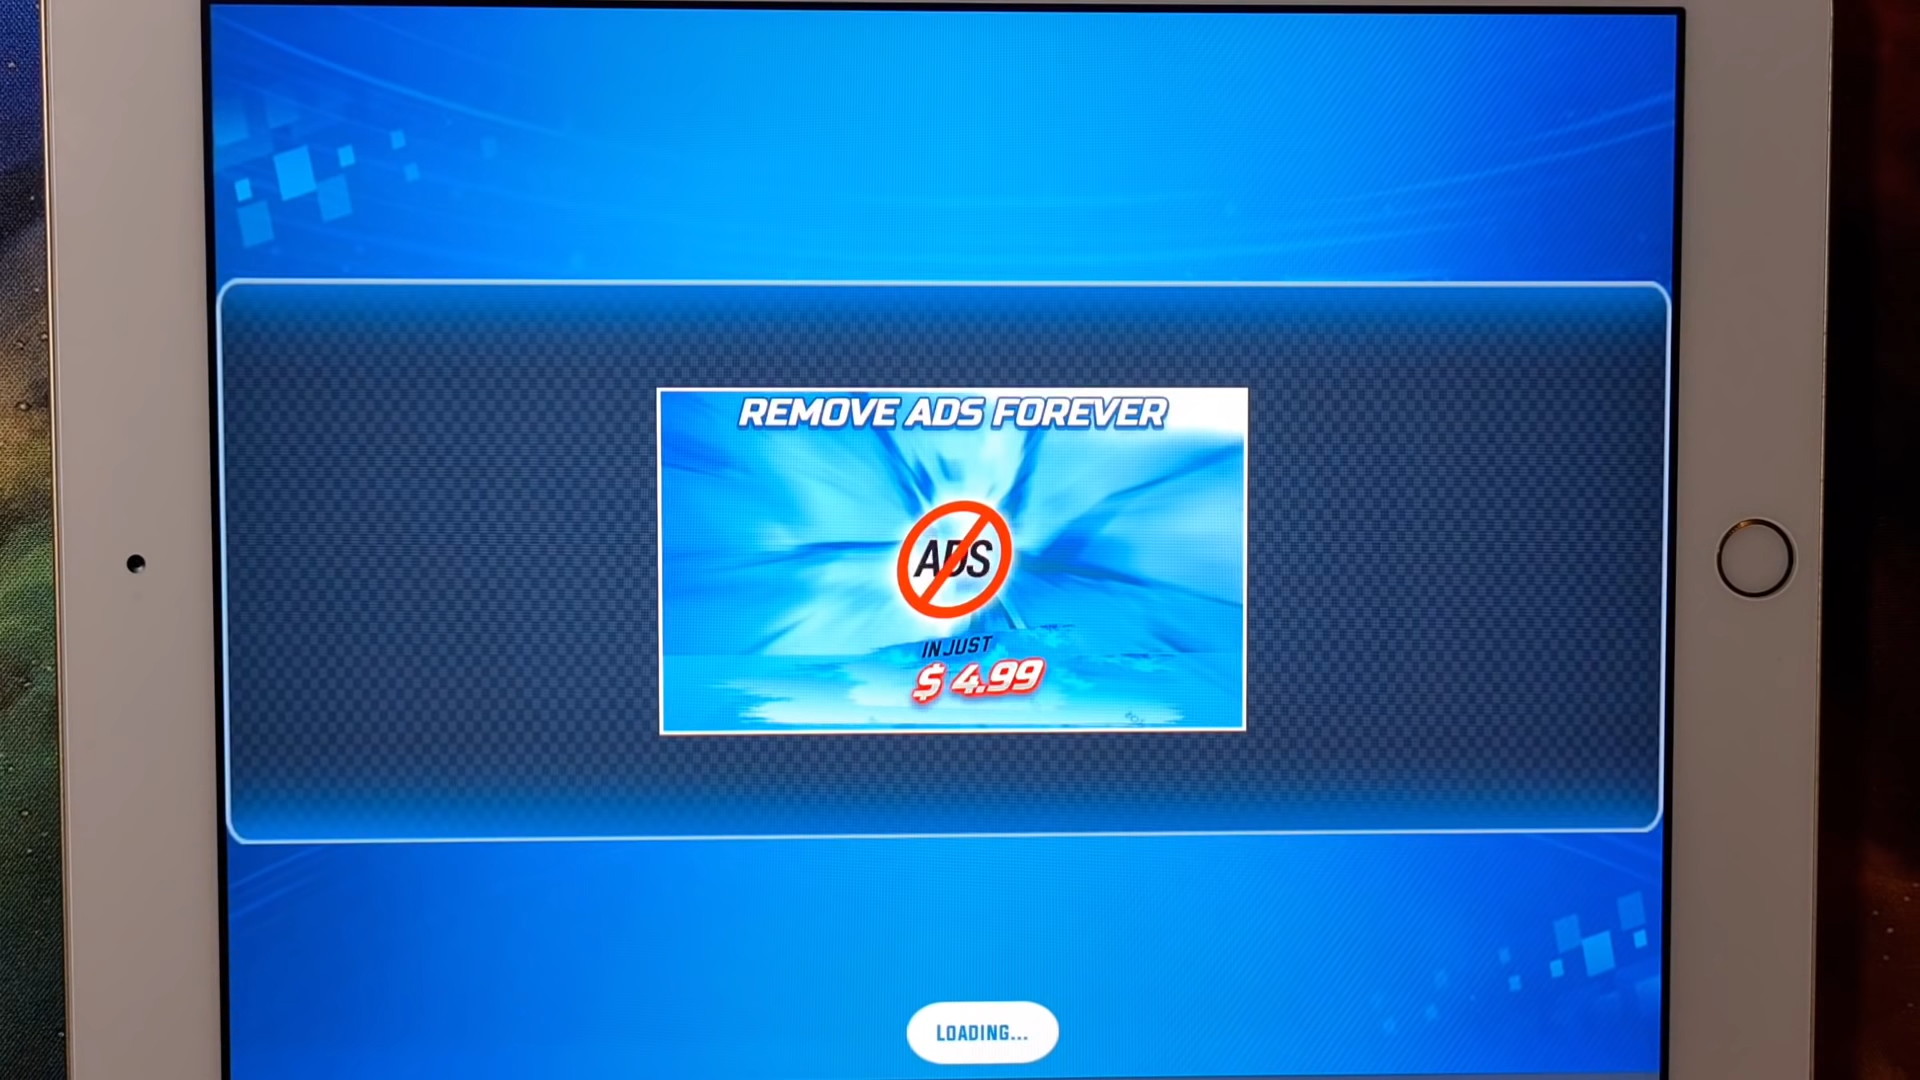 REMOVE ADS FOREVER
ADS
IN JUST
$ 4.99
LOADING...